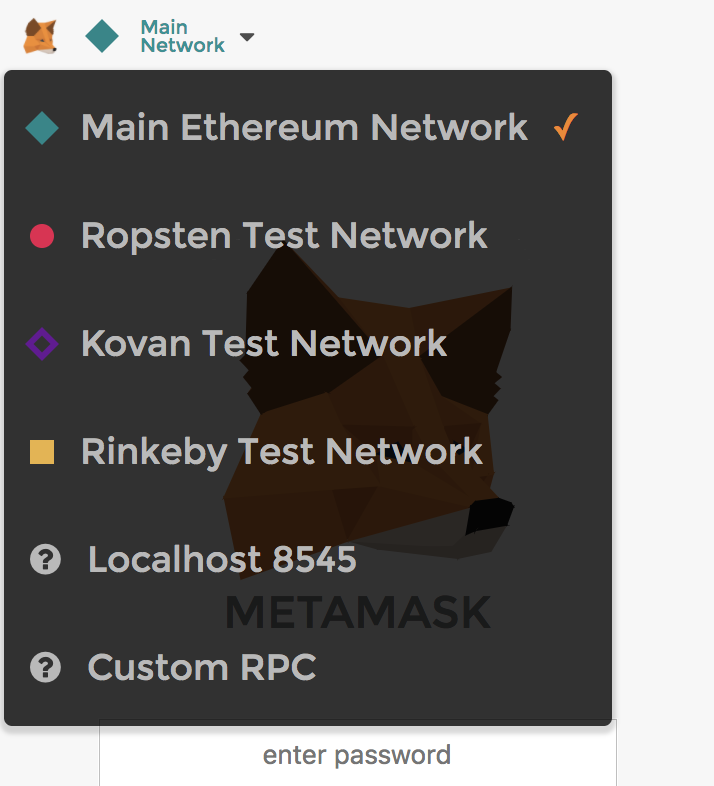 Main
Network
Main Ethereum Network
Ropsten Test Network
Kovan Test Network
Rinkeby Test Network
? Localhost 8545
METAMASK
? Custom RPC
enter password